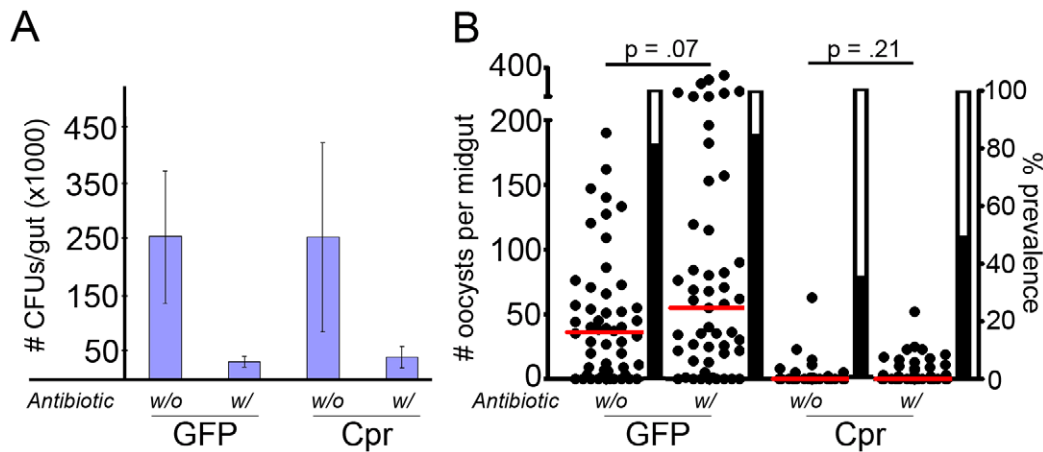 A
# CFUs/gut (x1000)
450
350
250
150
50
Antibiotic w/o w/ w/o w/
GFP Cpr
B
p = .07 p = .21
# oocysts per midgut
400
200
150
100
50
0
100
80
60
40
20
0
% prevalence
Antibiotic w/o w/ w/o w/
GFP Cpr